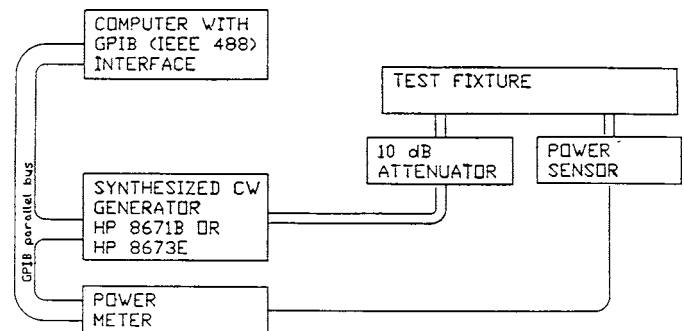 COMPUTER WITH
GPIB (IEEE 488)
INTERFACE
TEST FIXTURE
10 dB
ATTENUATOR
POWER
SENSOR
SYNTHESIZED CW
GENERATOR
HP 8671B OR
HP 8673E
GPIB parallel bus
POWER
METER